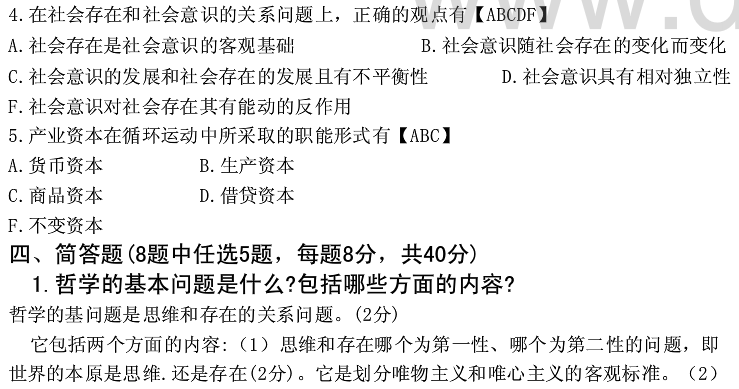 4.在社会存在和社会意识的关系问题上，正确的观点有【ABCDF】
A.社会存在是社会意识的客观基础 B.社会意识随社会存在的变化而变化
C.社会意识的发展和社会存在的发展且有不平衡性 D.社会意识具有相对独立性
F.社会意识对社会存在其有能动的反作用
5.产业资本在循环运动中所采取的职能形式有【ABC】
A.货币资本 B.生产资本
C.商品资本 D.借贷资本
F.不变资本
四、简答题(8题中任选5题，每题8分，共40分)
1.哲学的基本问题是什么?包括哪些方面的内容?
哲学的基问题是思维和存在的关系问题。(2分)
它包括两个方面的内容:（1）思维和存在哪个为第一性、哪个为第二性的问题，即
世界的本原是思维.还是存在(2分)。它是划分唯物主义和唯心主义的客观标准。（2）